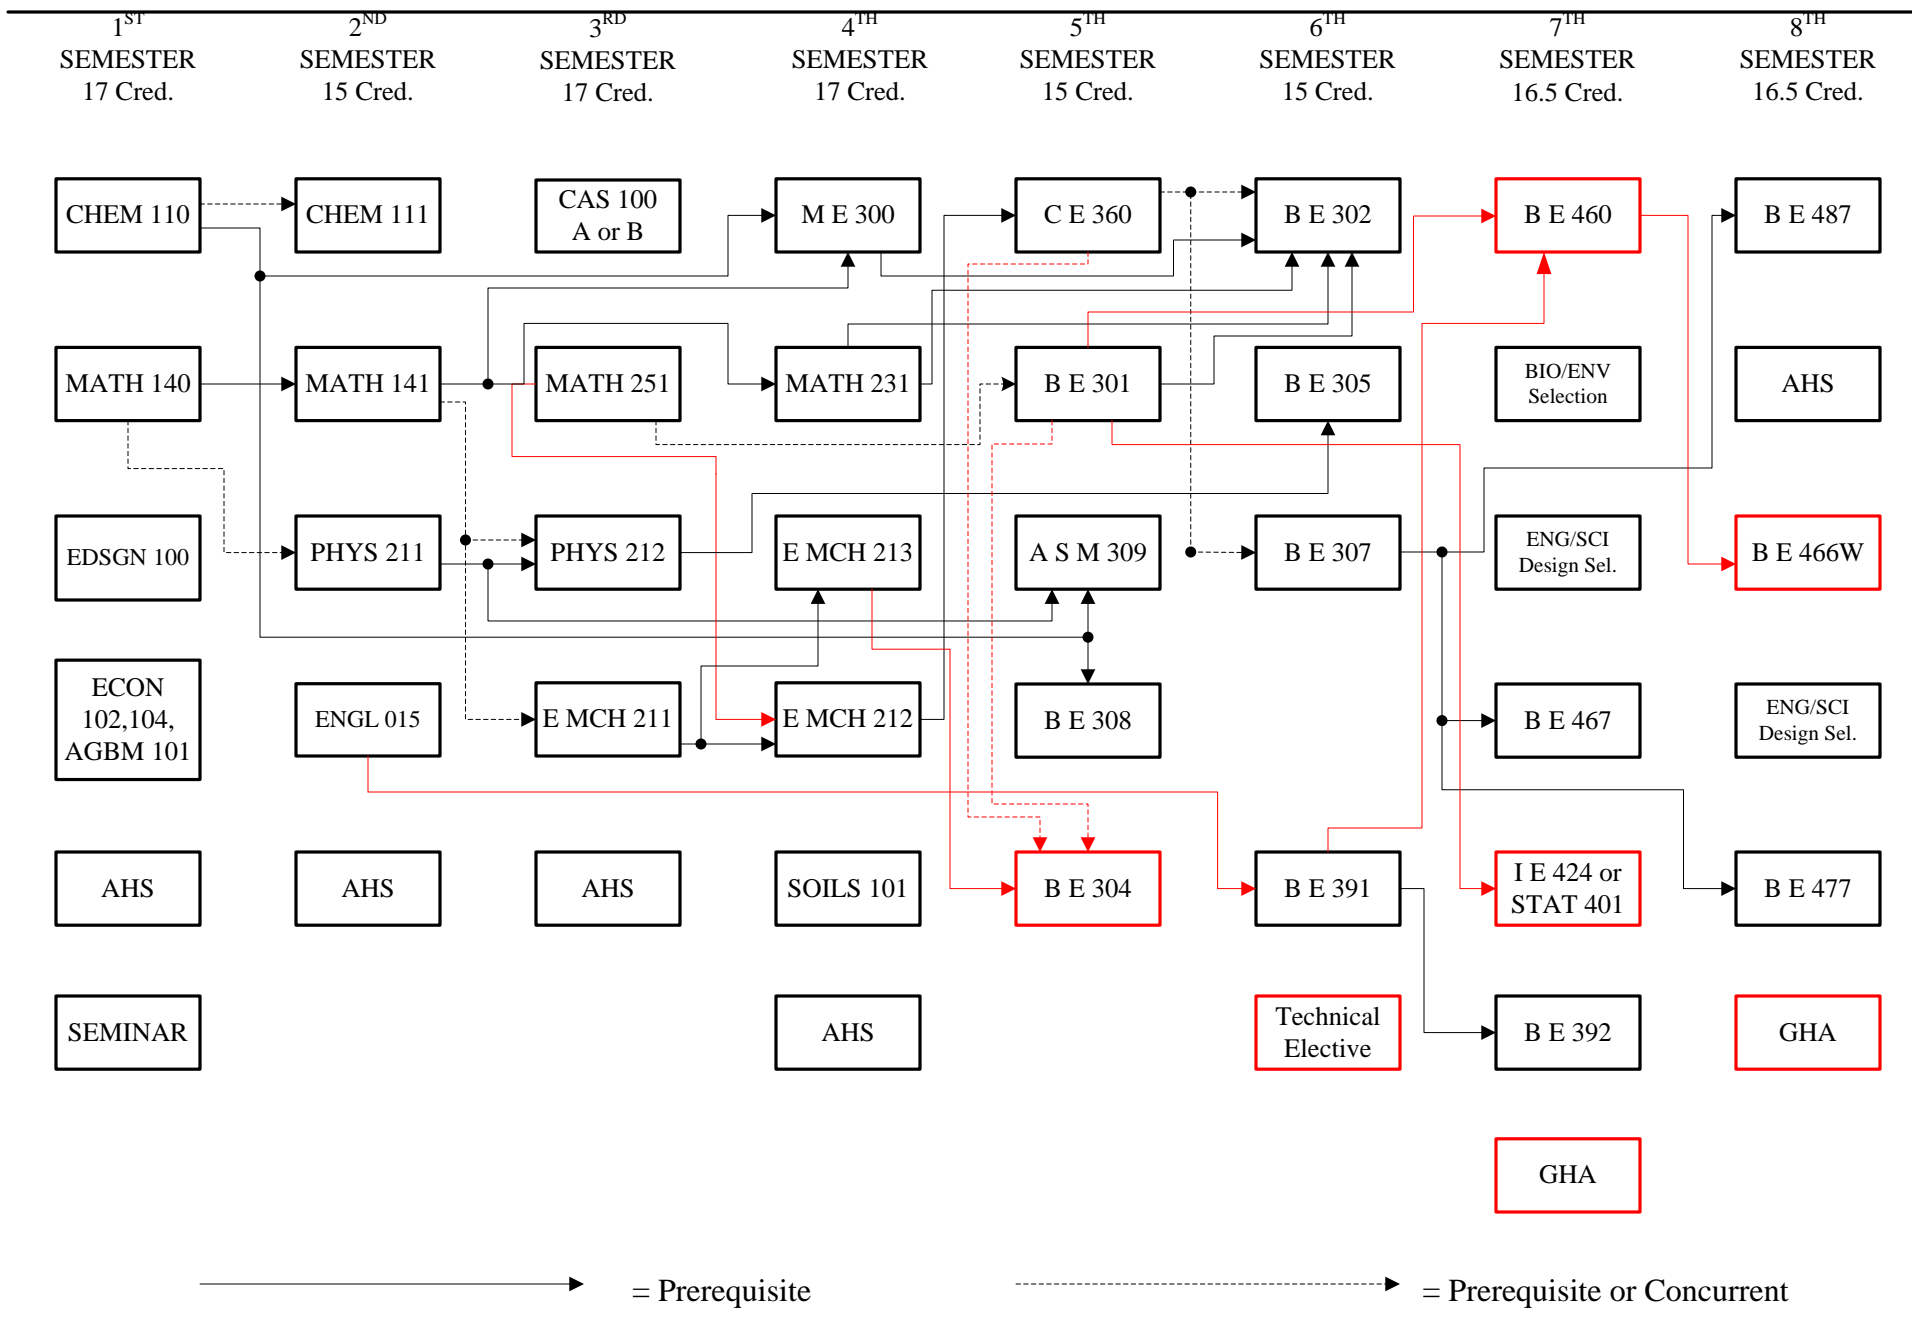 1ST
SEMESTER
17 Cred.
2ND
SEMESTER
15 Cred.
3RD
SEMESTER
17 Cred.
4TH
SEMESTER
17 Cred.
5TH
SEMESTER
15 Cred.
6TH
SEMESTER
15 Cred.
7TH
SEMESTER
16.5 Cred.
8TH
SEMESTER
16.5 Cred.
CHEM 110
CHEM 111
CAS 100
A or B
M E 300
C E 360
B E 302
B E 460
B E 487
MATH 140
MATH 141
MATH 251
MATH 231
B E 301
B E 305
BIO/ENV
Selection
AHS
EDSGN 100
PHYS 211
PHYS 212
E MCH 213
A S M 309
B E 307
ENG/SCI
Design Sel.
B E 466W
ECON
102,104,
AGBM 101
ENGL 015
E MCH 211
E MCH 212
B E 308
B E 467
ENG/SCI
Design Sel.
AHS
AHS
AHS
SOILS 101
B E 304
B E 391
I E 424 or
STAT 401
B E 477
SEMINAR
AHS
Technical
Elective
B E 392
GHA
GHA
= Prerequisite
= Prerequisite or Concurrent